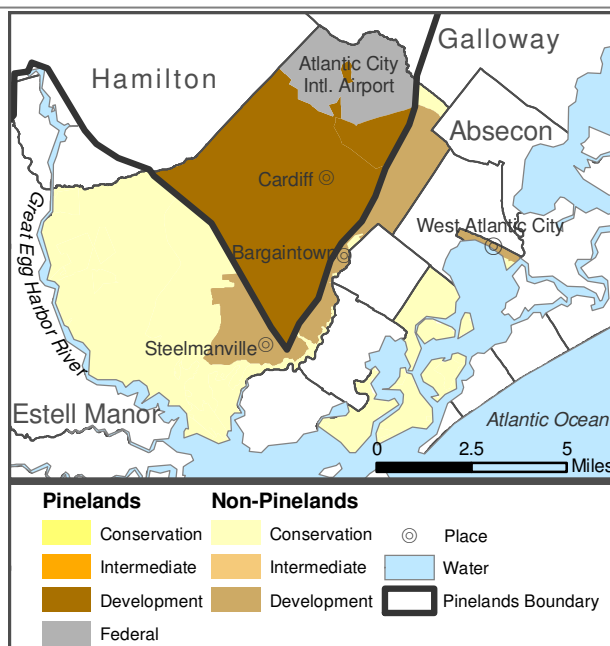 Galloway
Hamilton
Atlantic City
Intl. Airport
Absecon
Cardiff
Great Egg Harbor River
West Atlantic City
Bargaintown
Steelmanville
Estell Manor
Atlantic Ocean
0 2.5 5
Miles
Pinelands Non-Pinelands
Conservation Conservation Place
Intermediate Intermediate Water
Development Development Pinelands Boundary
Federal